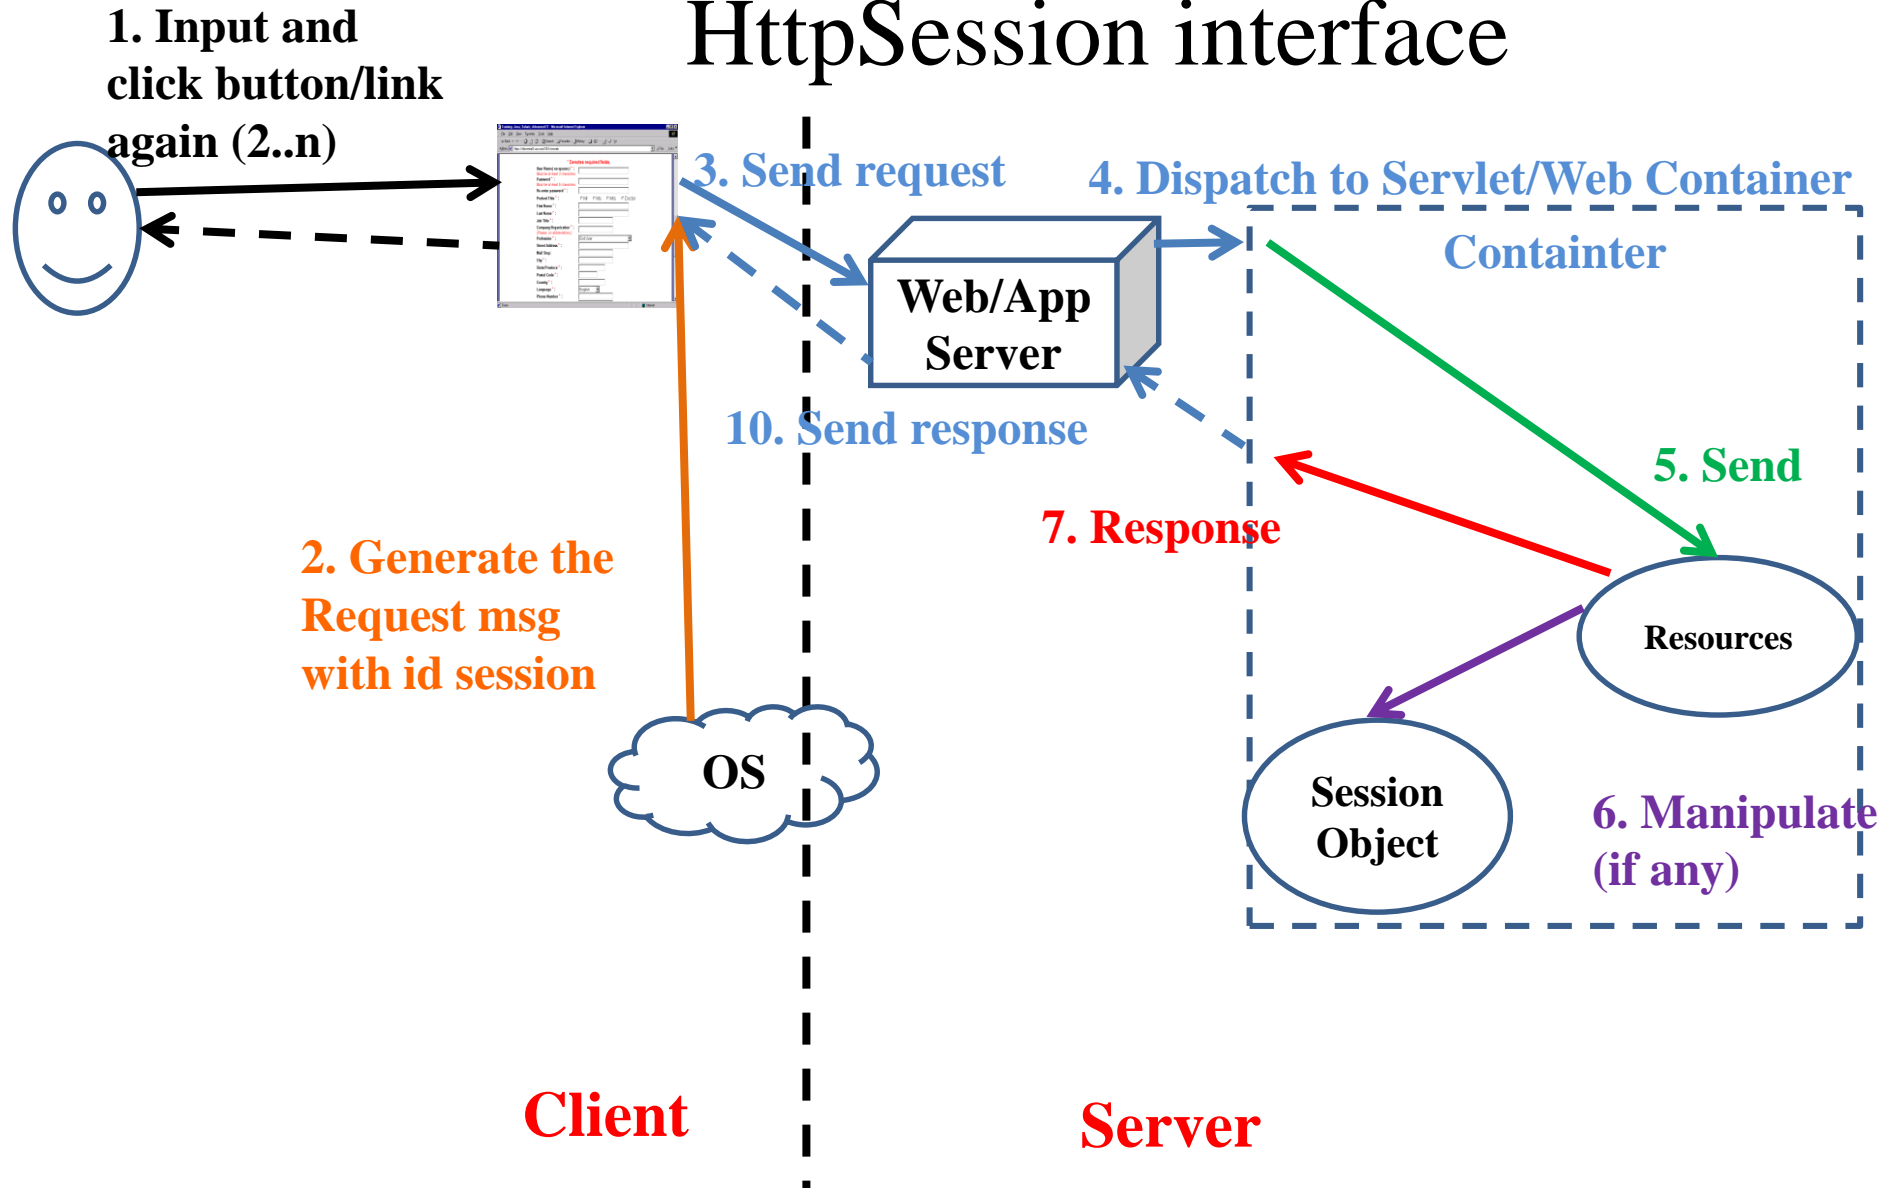 HttpSession interface
1. Input and
click button/link
again (2..n)
3. Send request
4. Dispatch to Servlet/Web Container
Containter
Web/App
Server
10. Send response
5. Send
7. Response
2. Generate the
Request msg
with id session
Resources
OS
Session
Object
6. Manipulate
(if any)
Client
Server